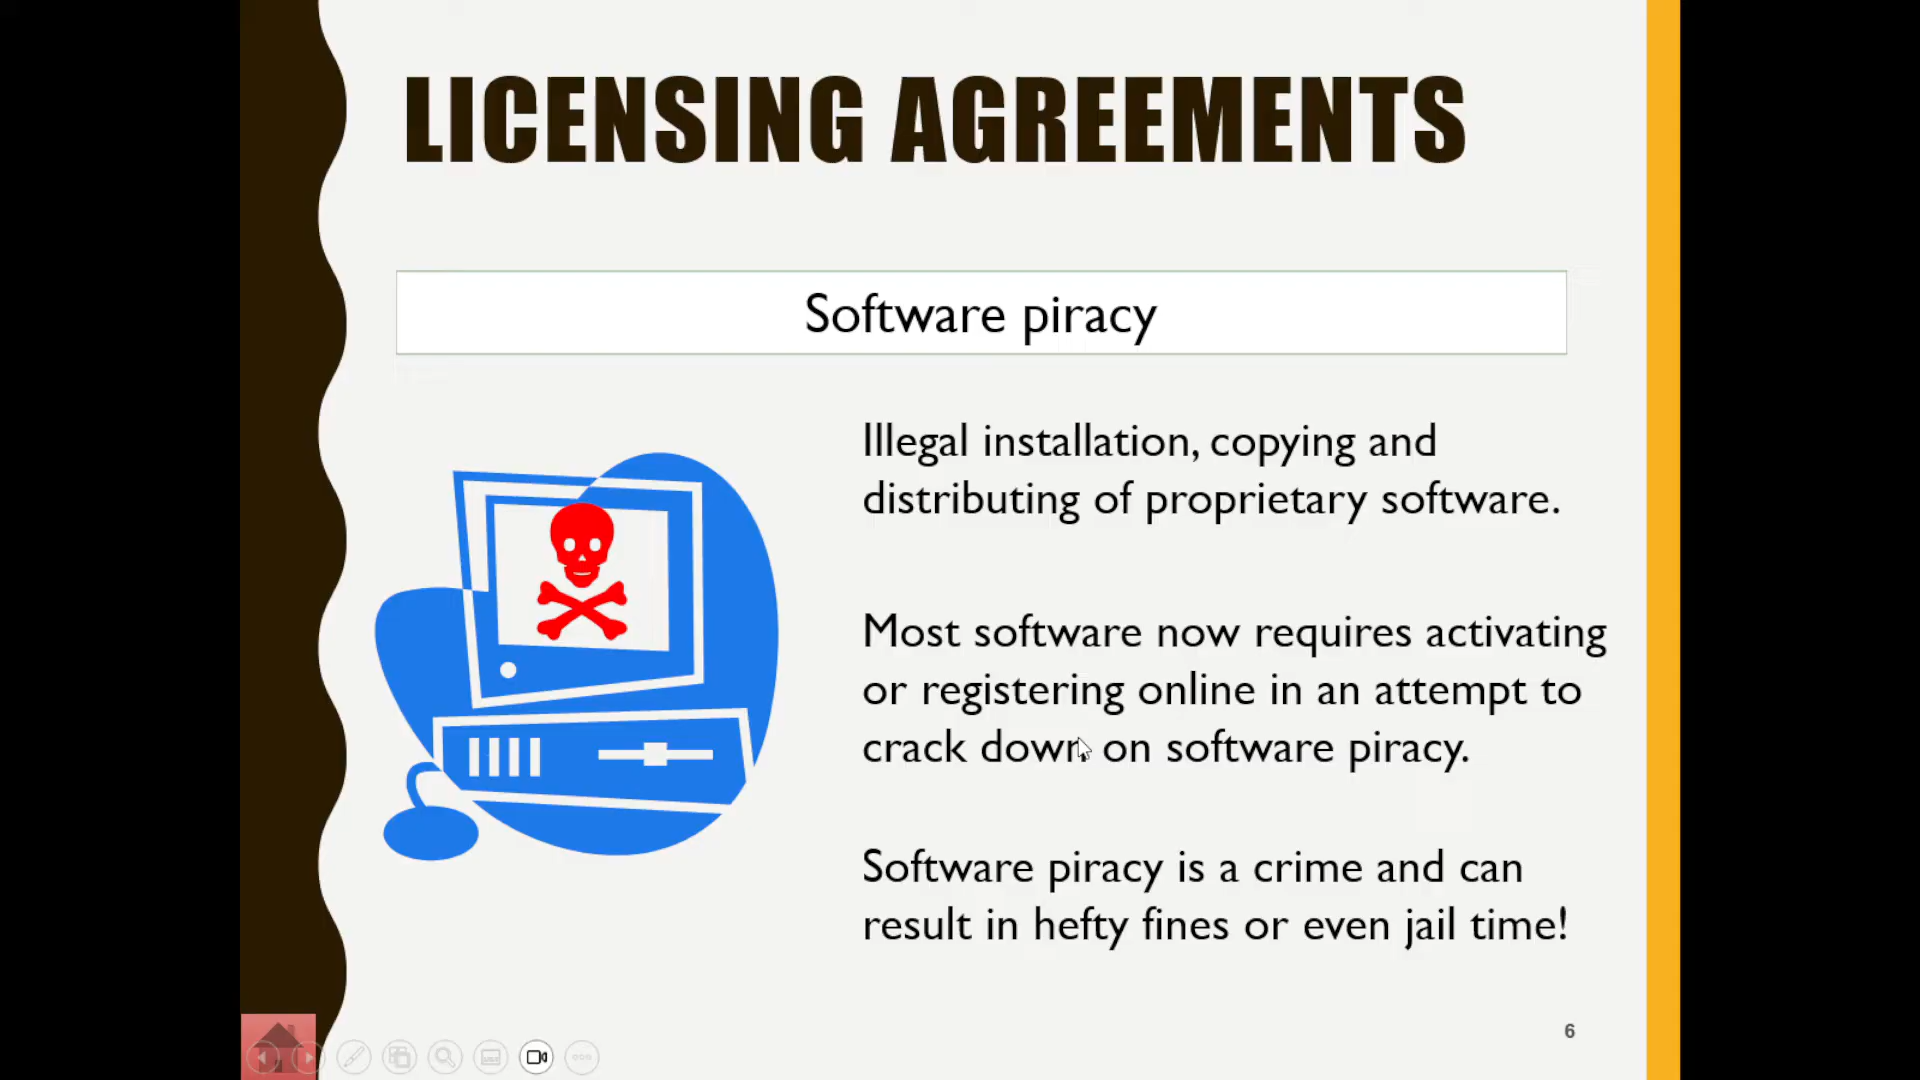 LICENSING AGREEMENTS
Software piracy
Illegal installation, copying and
distributing of proprietary software.
Most software now requires activating
or registering online in an attempt to
crack down on software piracy.
Software piracy is a crime and can
result in hefty fines or even jail time!
6